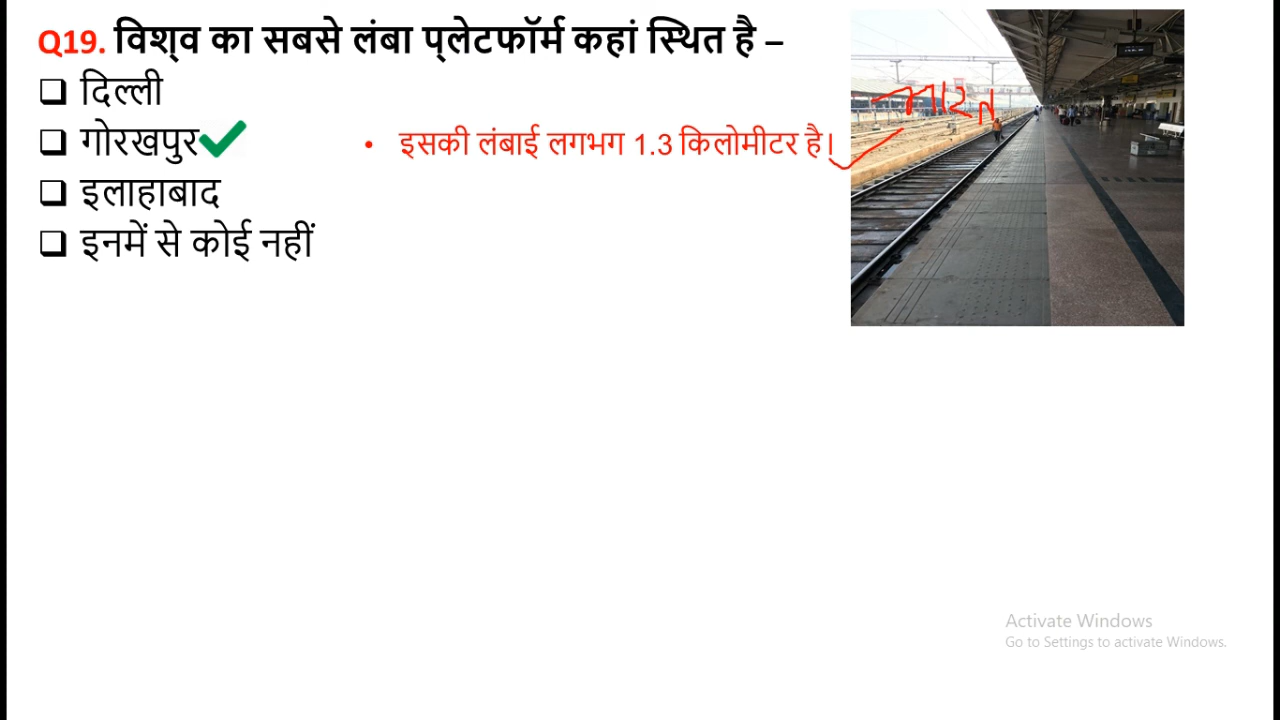 Q19. विश्व का सबसे लंबा प्लेटफॉर्म कहां स्थित है –
❑ दिल्ली
❑ गोरखपुर
• इसकी लंबाई लगभग 1.3 किलोमीटर है।
❑ इलाहाबाद
❑ इनमें से कोई नहीं
भारत
Activate Windows
Go to Settings to activate Windows.